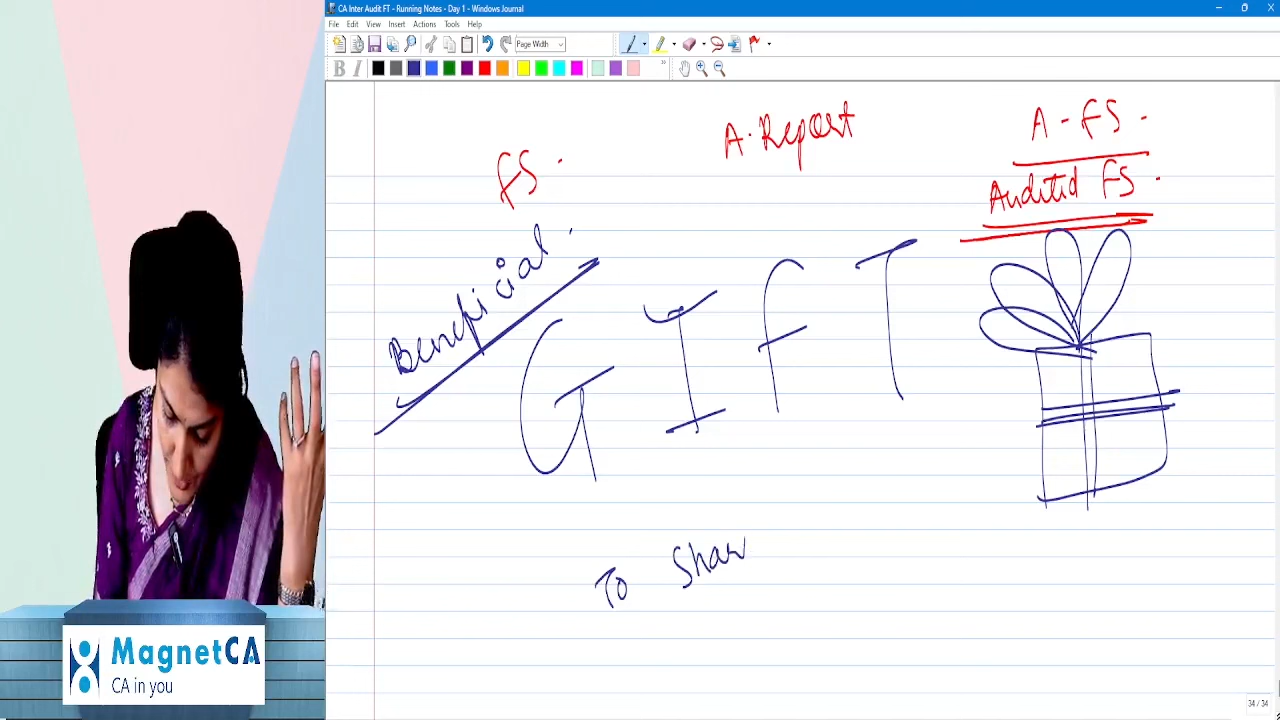 CA Inter Audit FT - Running Notes - Day 1 - Windows Journal
File Edit View Insert Actions Tools Help
Page Width
B I
FS.
A. Report
A - FS.
Audited FS.
Beneficial.
GIFT
To Shar
MagnetCA
CA in you
34 / 34